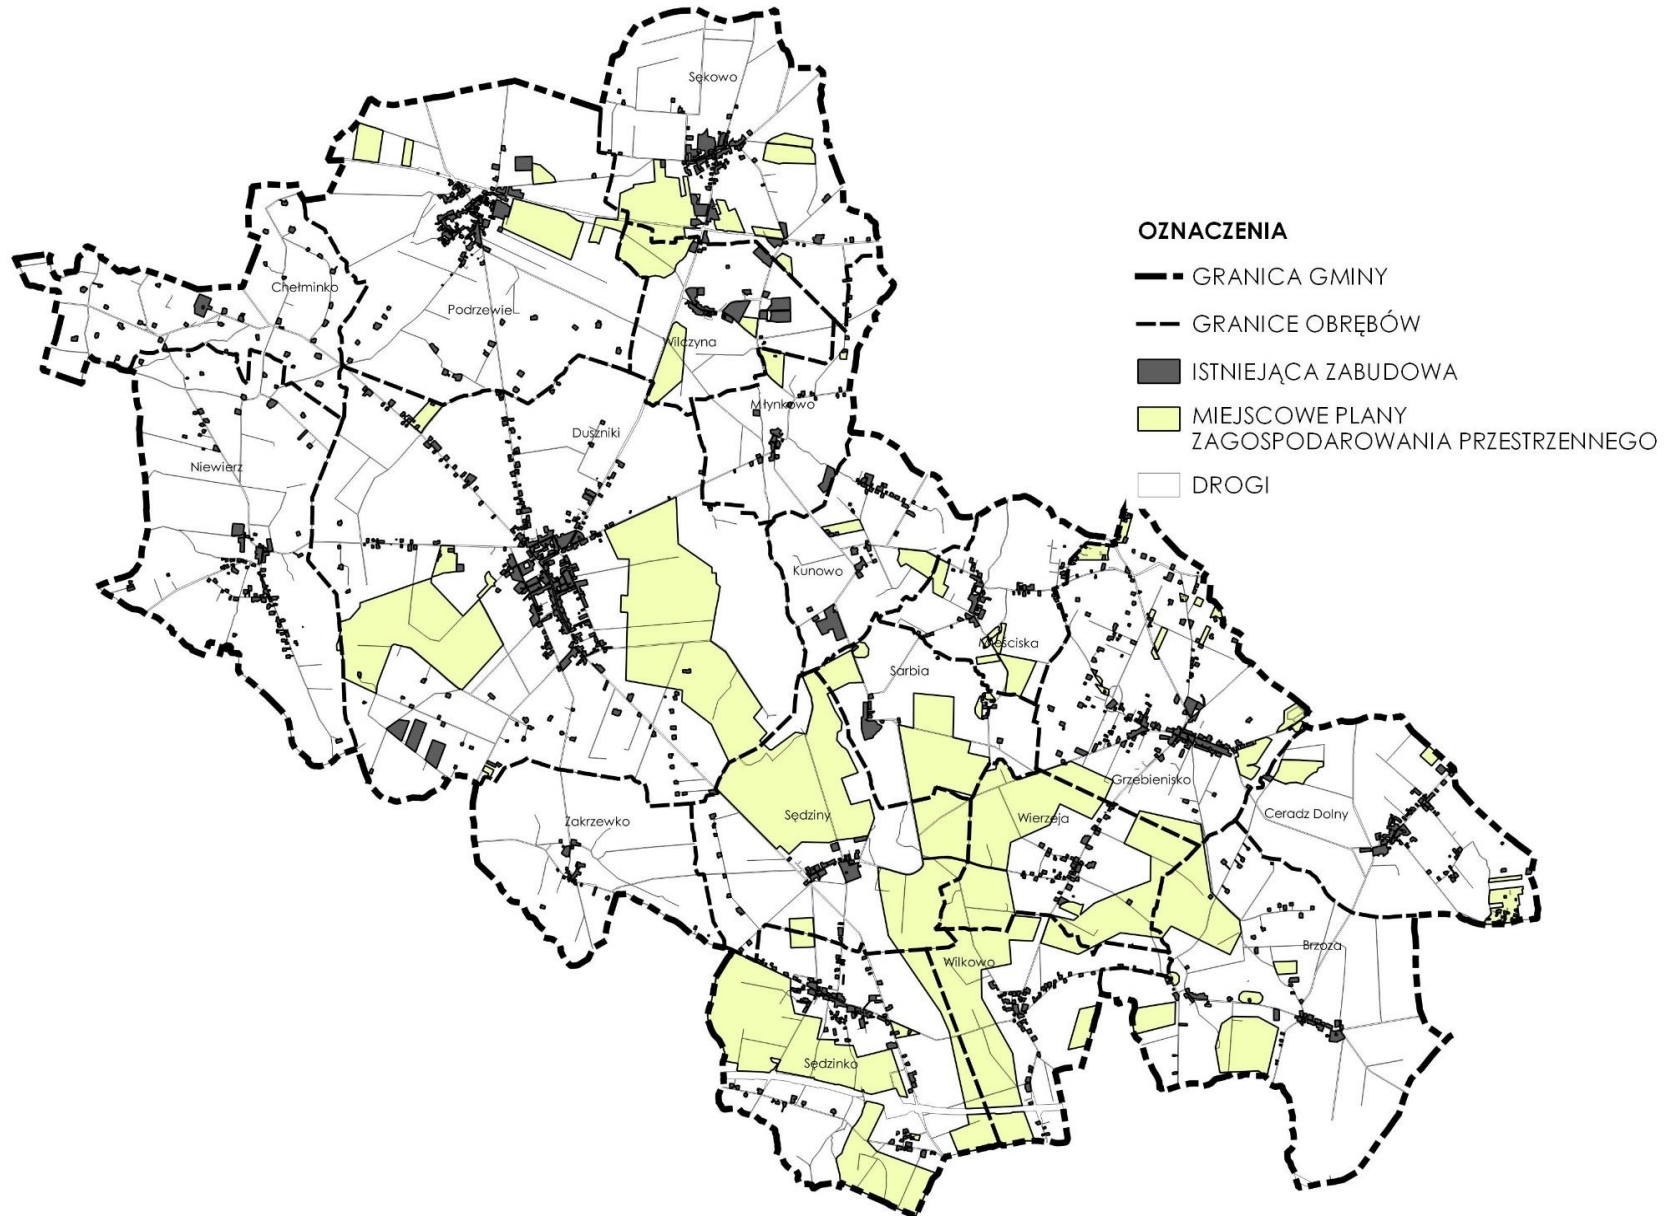 Sękowo
OZNACZENIA
GRANICA GMINY
Chełminko
Podrzewie
GRANICE OBRĘBÓW
Wilczyna
ISTNIEJĄCA ZABUDOWA
Młynkowo
MIEJSCOWE PLANY
ZAGOSPODAROWANIA PRZESTRZENNEGO
Duszniki
Niewierz
DROGI
Kunowo
Mieściska
Sarbia
Grzebienisko
Sędziny
Wierzeja
Ceradz Dolny
Zakrzewko
Brzoza
Wilkowo
Sędzinko